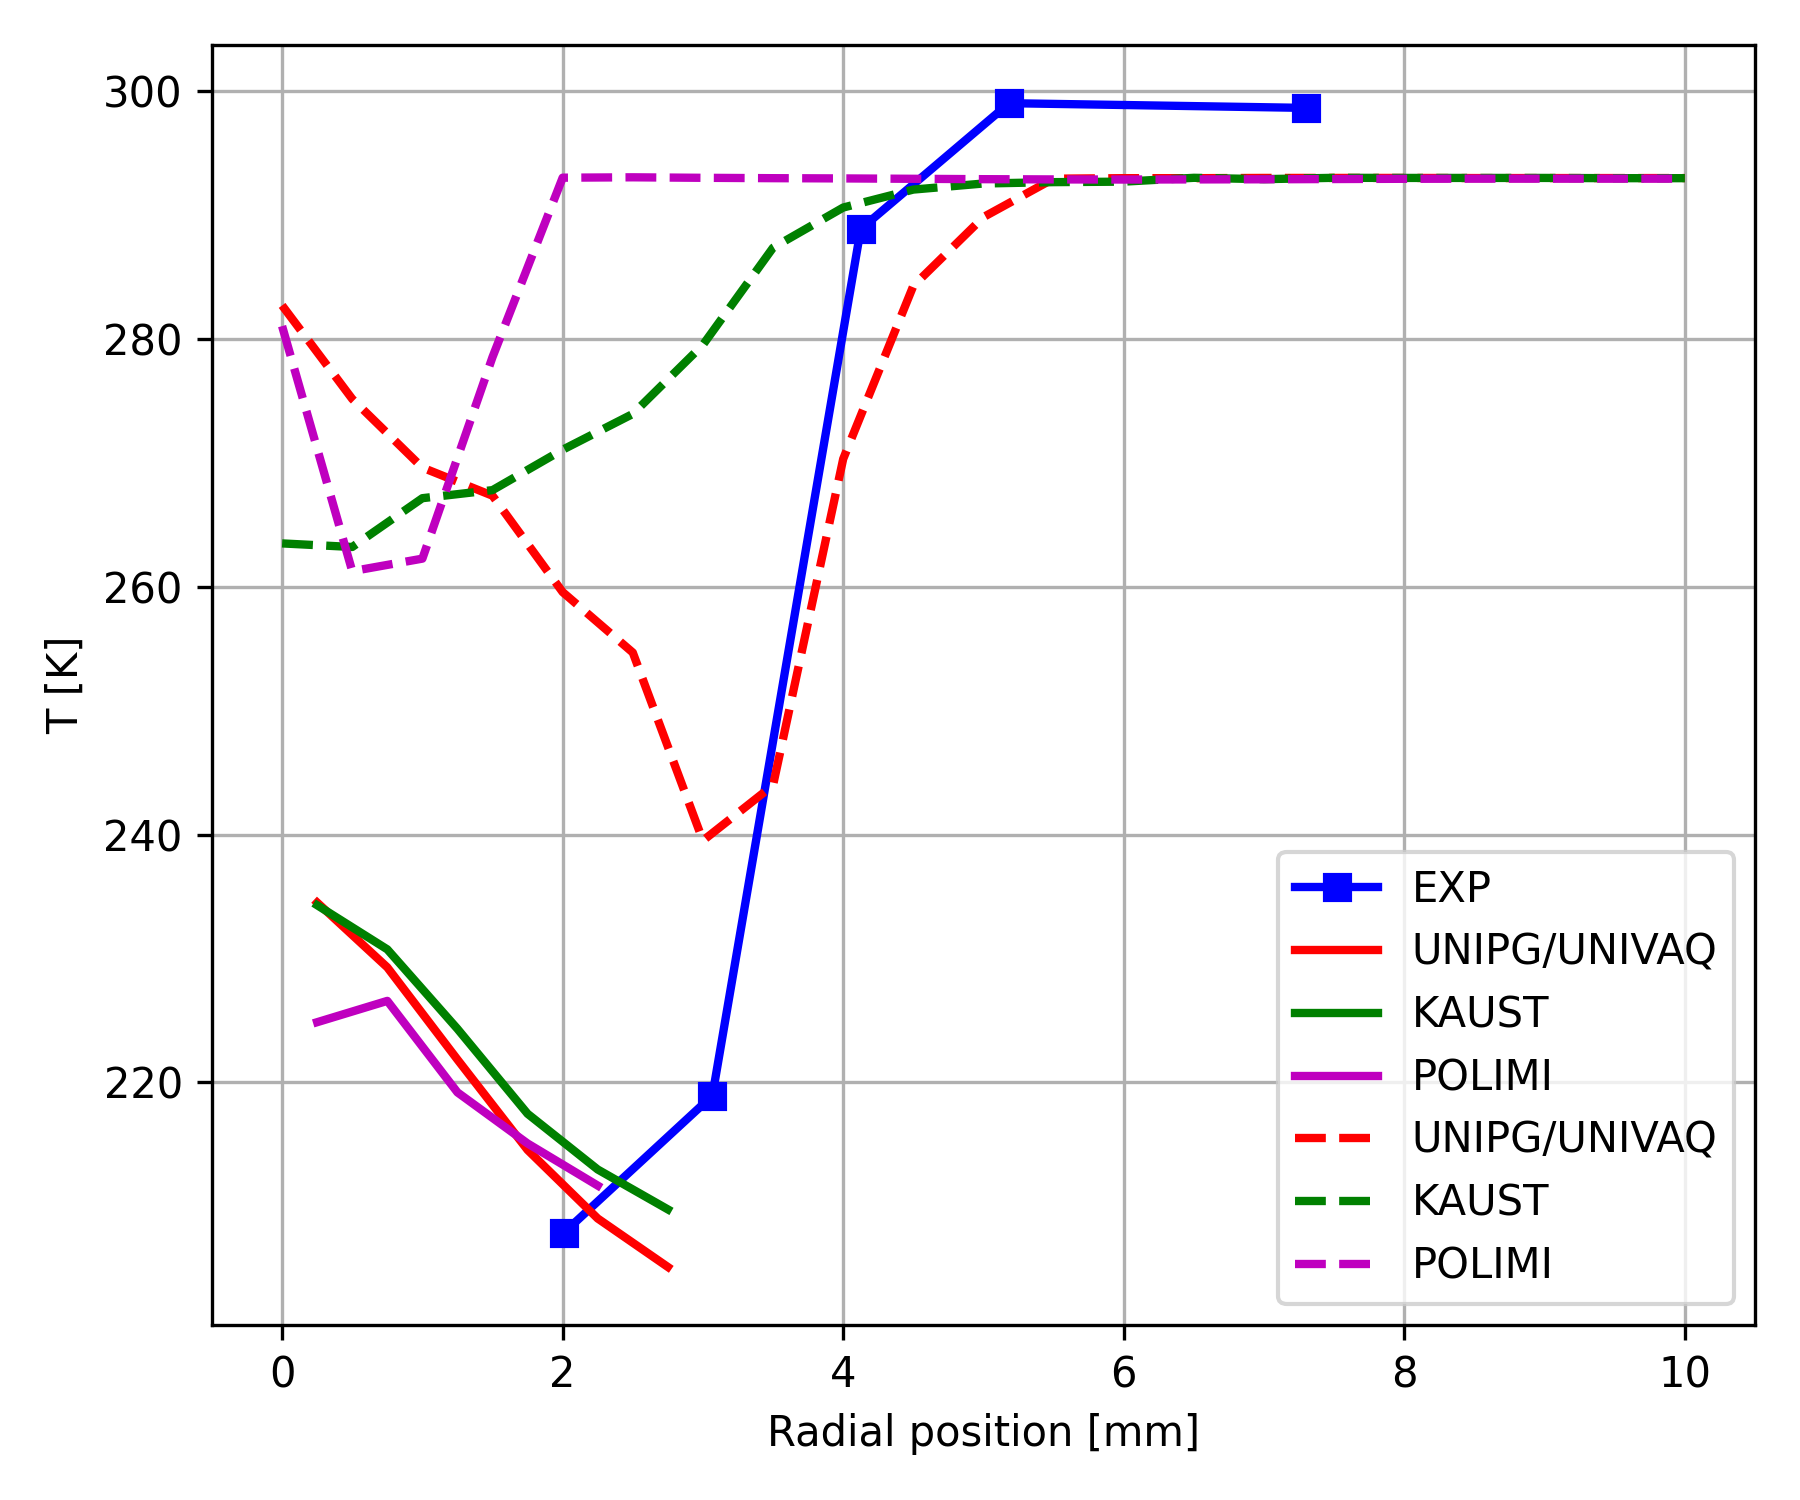 300
280
260
240
220
T [K]
0 2 4 6 8 10
Radial position [mm]
EXP
UNIPG/UNIVAQ
KAUST
POLIMI
UNIPG/UNIVAQ
KAUST
POLIMI